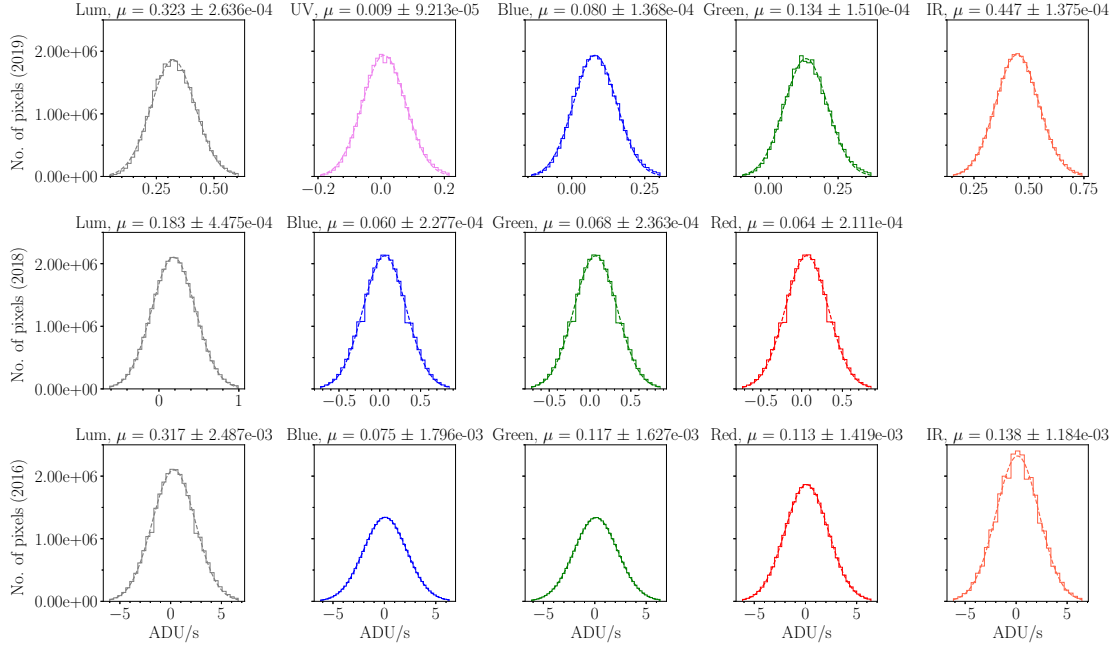 Lum, μ = 0.323 ± 2.636e-04
UV, μ = 0.009 ± 9.213e-05
Blue, μ = 0.080 ± 1.368e-04
Green, μ = 0.134 ± 1.510e-04
IR, μ = 0.447 ± 1.375e-04
No. of pixels (2019)
2.00e+06
1.00e+06
0.00e+00
0.25 0.50
−0.2 0.0 0.2
0.00 0.25
0.00 0.25
0.25 0.50 0.75
Lum, μ = 0.183 ± 4.475e-04
Blue, μ = 0.060 ± 2.277e-04
Green, μ = 0.068 ± 2.363e-04
Red, μ = 0.064 ± 2.111e-04
No. of pixels (2018)
2.00e+06
1.00e+06
0.00e+00
0 1
−0.5 0.0 0.5
−0.5 0.0 0.5
−0.5 0.0 0.5
Lum, μ = 0.317 ± 2.487e-03
Blue, μ = 0.075 ± 1.796e-03
Green, μ = 0.117 ± 1.627e-03
Red, μ = 0.113 ± 1.419e-03
IR, μ = 0.138 ± 1.184e-03
No. of pixels (2016)
2.00e+06
1.00e+06
0.00e+00
−5 0 5
−5 0 5
−5 0 5
−5 0 5
−5 0 5
ADU/s
ADU/s
ADU/s
ADU/s
ADU/s